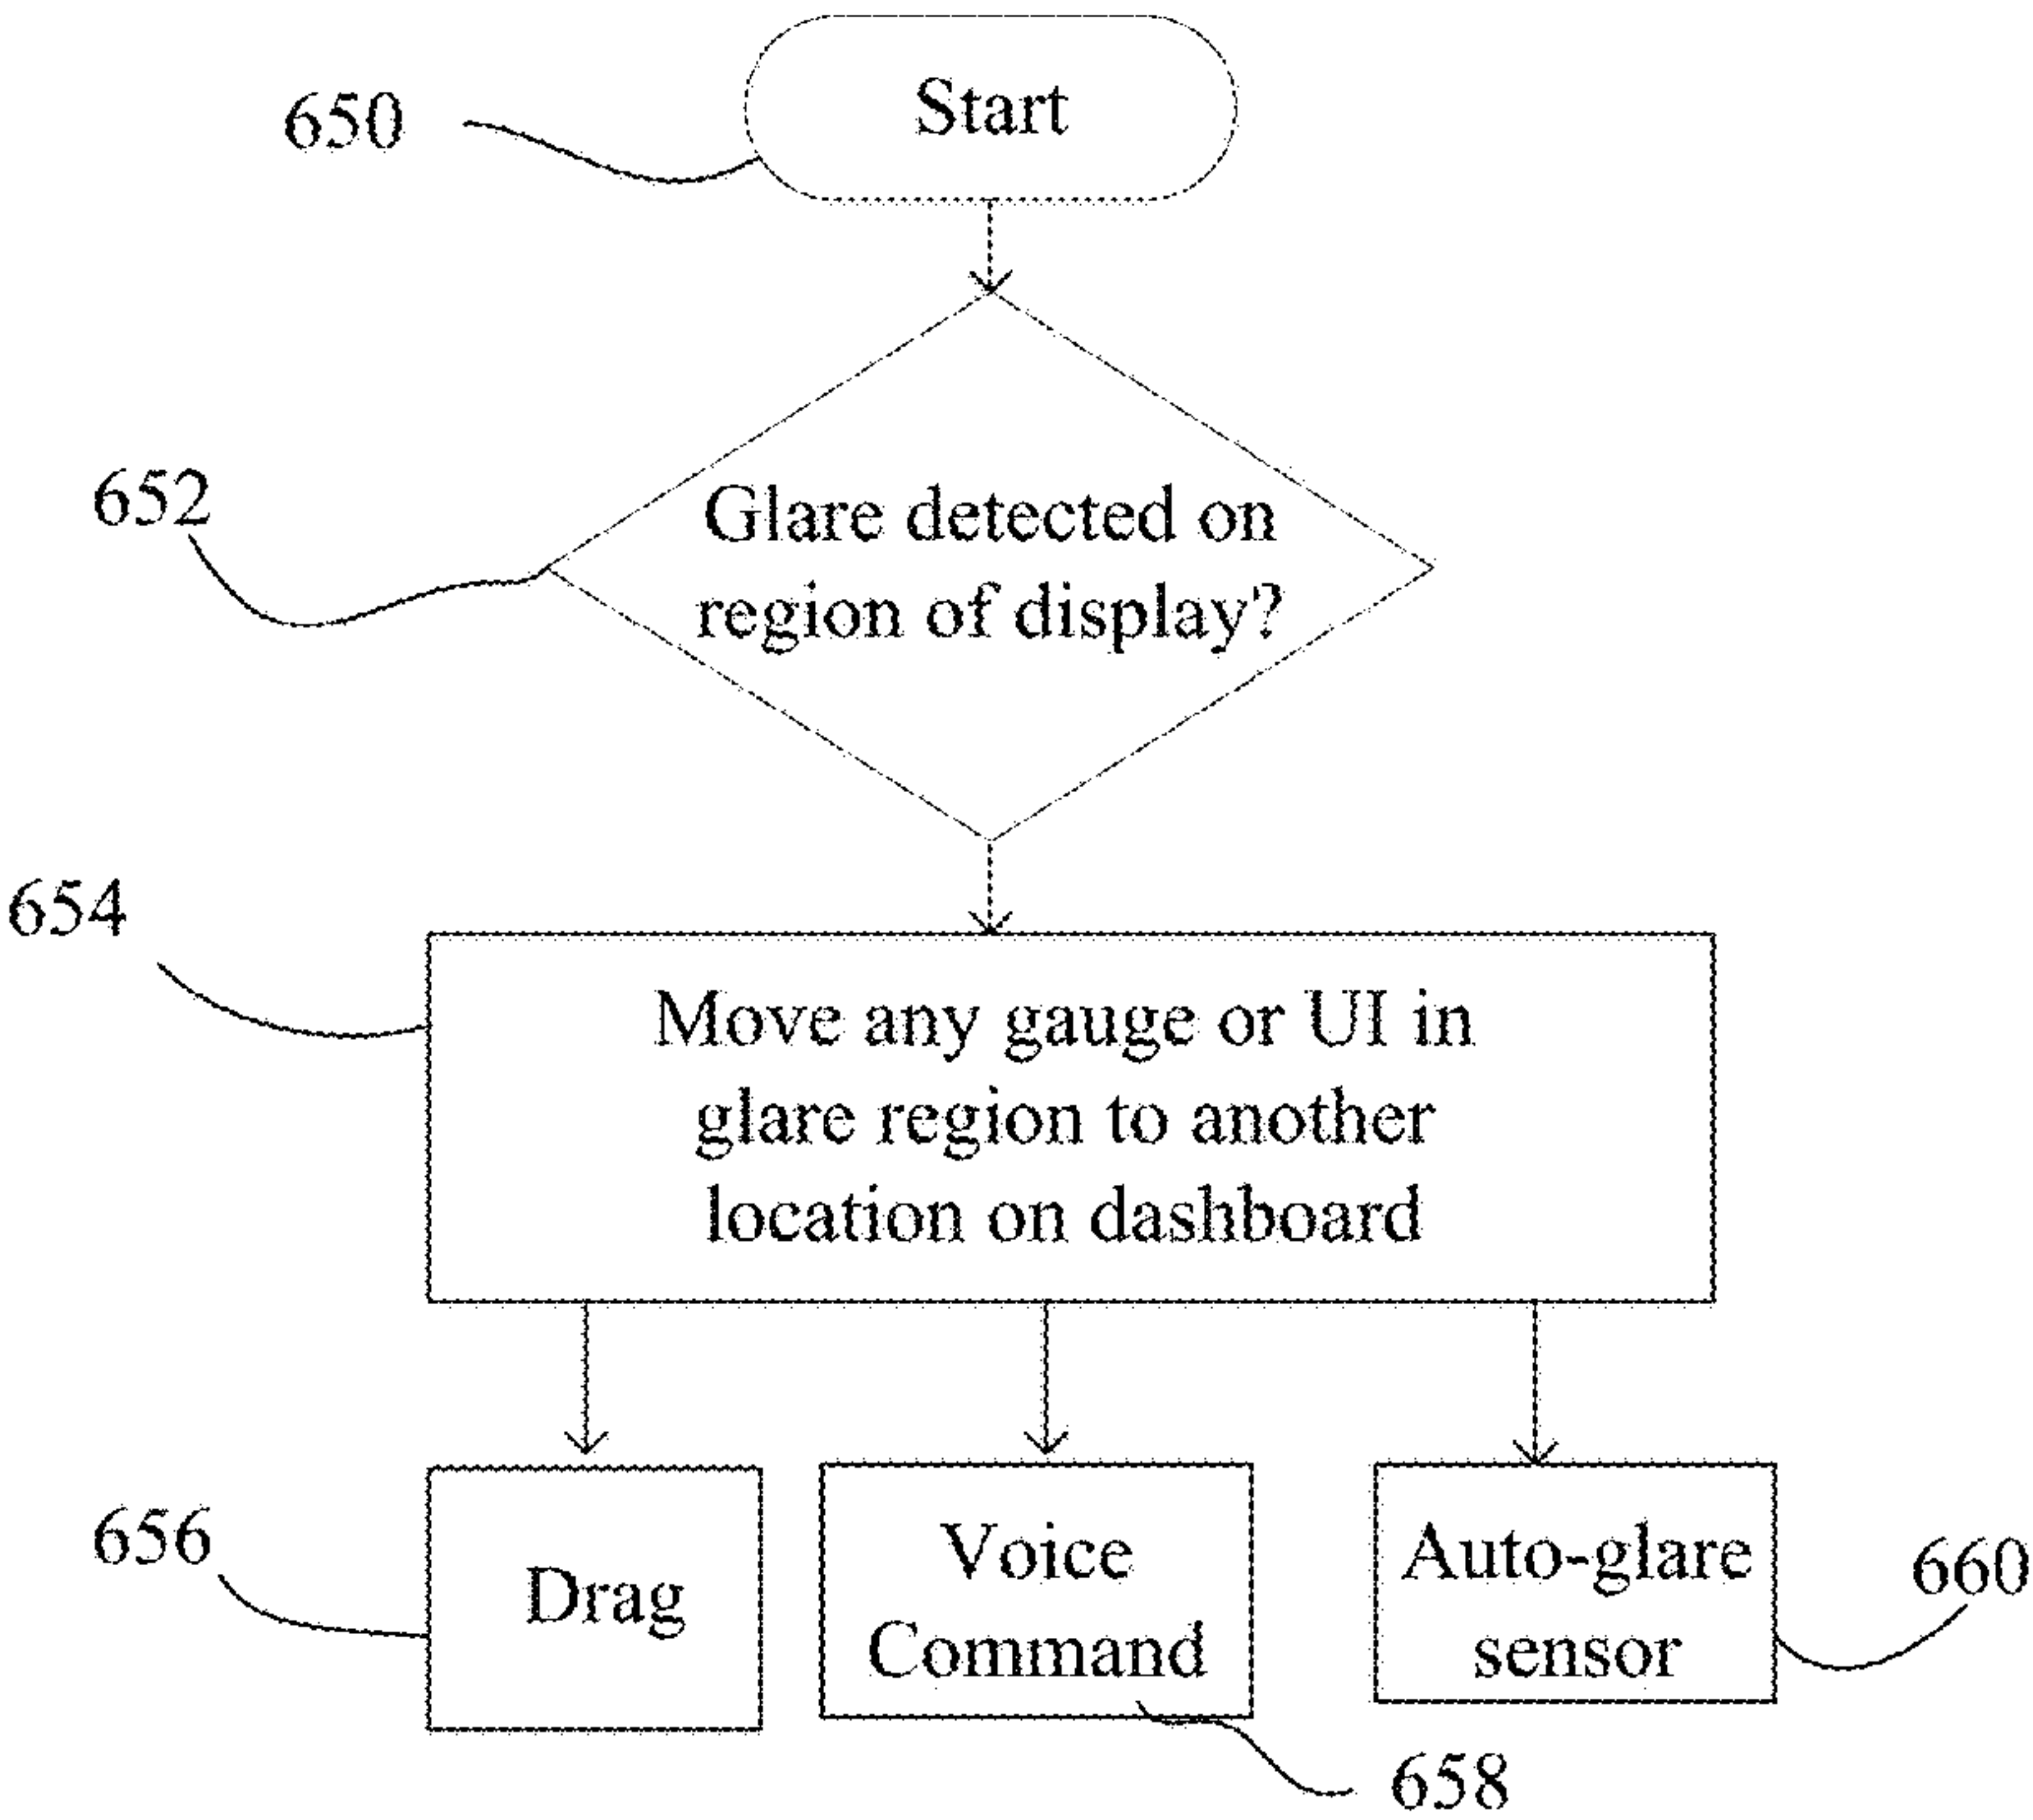 650
Start
652
Glare detected on
region of display?
654
Move any gauge or UI in
glare region to another
location on dashboard
656
Drag
Voice
Command
658
Auto-glare
sensor
660